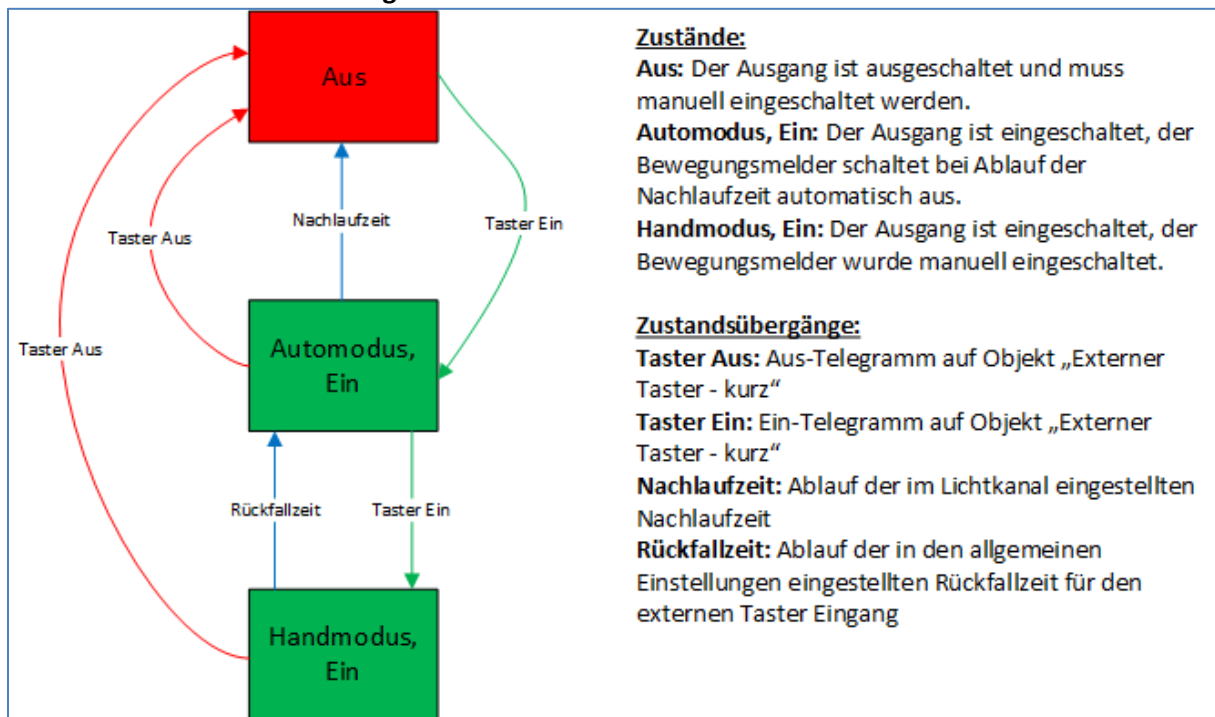 Aus
Nachlaufzeit
Taster Ein
Taster Aus
Automodus,
Ein
Taster Aus
Rückfallzeit
Taster Ein
Handmodus,
Ein
Zustände:
Aus: Der Ausgang ist ausgeschaltet und muss
manuell eingeschaltet werden.
Automodus, Ein: Der Ausgang ist eingeschaltet, der
Bewegungsmelder schaltet bei Ablauf der
Nachlaufzeit automatisch aus.
Handmodus, Ein: Der Ausgang ist eingeschaltet, der
Bewegungsmelder wurde manuell eingeschaltet.
Zustandsübergänge:
Taster Aus: Aus-Telegramm auf Objekt „Externer
Taster - kurz“
Taster Ein: Ein-Telegramm auf Objekt „Externer
Taster - kurz“
Nachlaufzeit: Ablauf der im Lichtkanal eingestellten
Nachlaufzeit
Rückfallzeit: Ablauf der in den allgemeinen
Einstellungen eingestellten Rückfallzeit für den
externen Taster Eingang